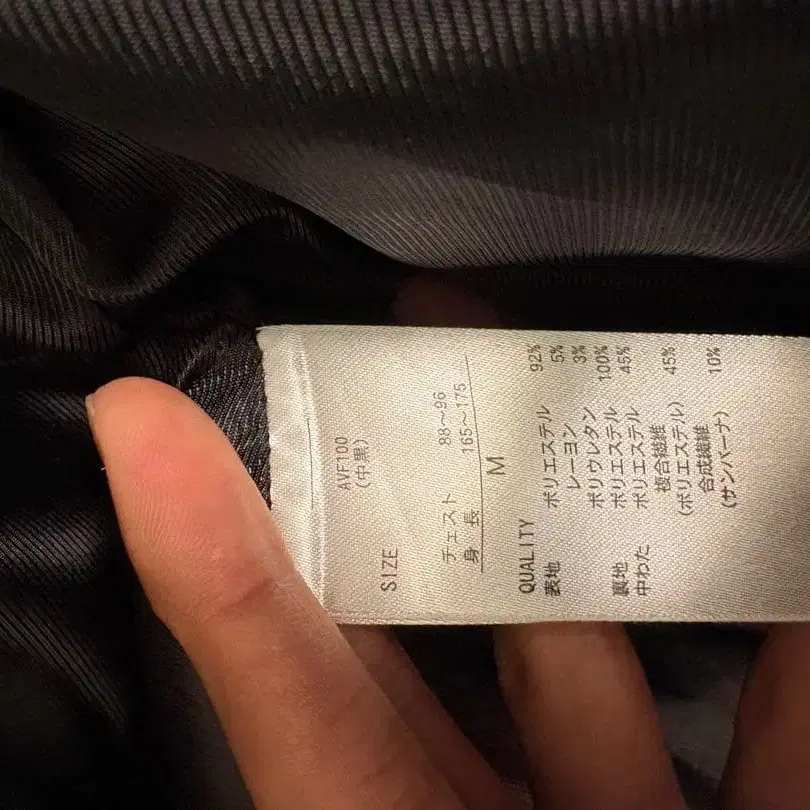 AVF100
(中黒)
SIZE
チェスト 88~96
身長 165~175
M
QUALITY
表地 ポリエステル 92%
レーヨン 5%
ポリウレタン 3%
裏地 ポリエステル 100%
中わた ポリエステル 45%
複合繊維 45%
(ポリエステル)
合成繊維 10%
(サンバーナ)